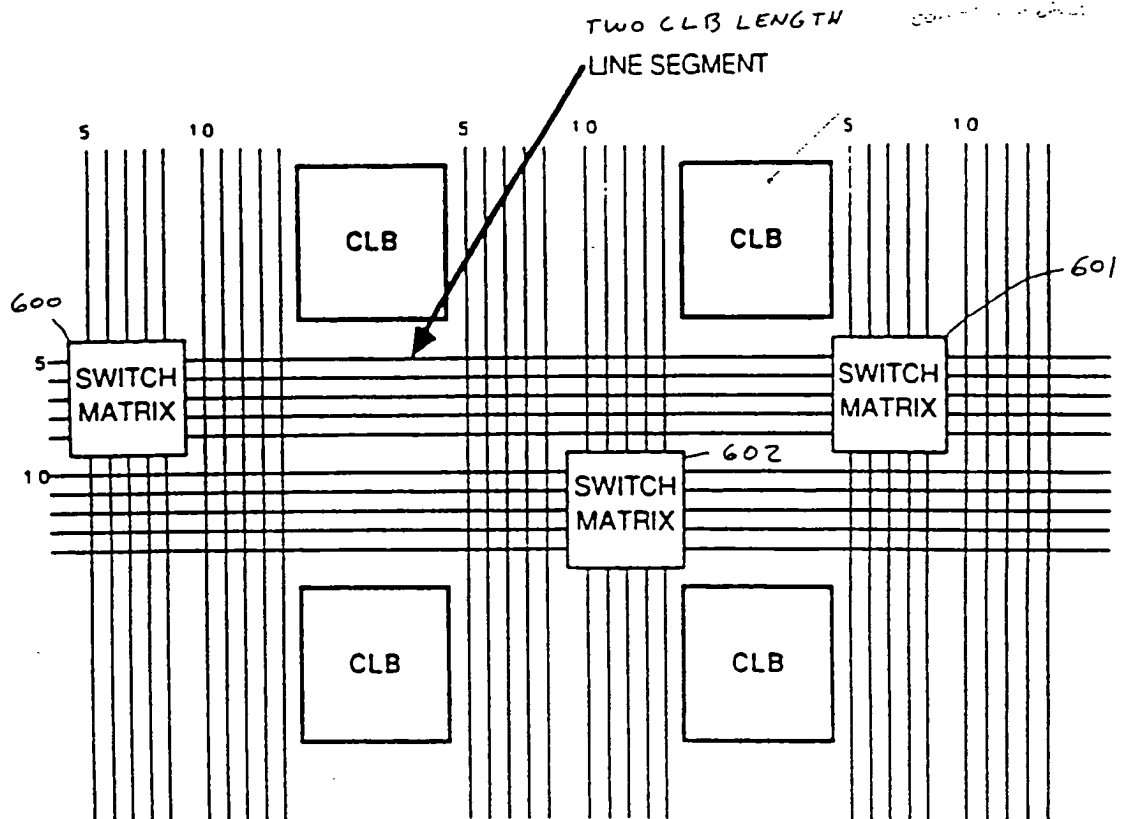 TWO CLB LENGTH
LINE SEGMENT
5 10 5 10 5 10
CLB CLB
600 601
5 SWITCH MATRIX SWITCH MATRIX
602
10 SWITCH MATRIX
CLB CLB